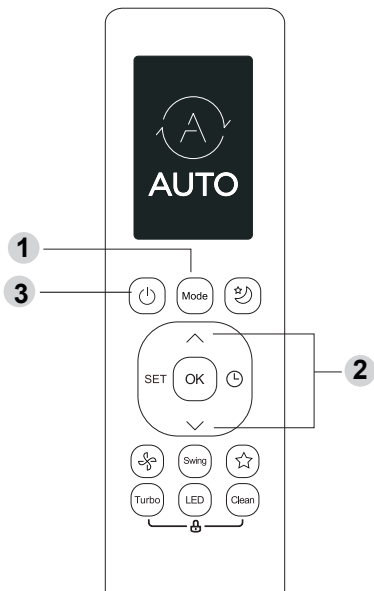 A
AUTO
1
3
Mode
2
SET OK
Swing
Turbo LED Clean